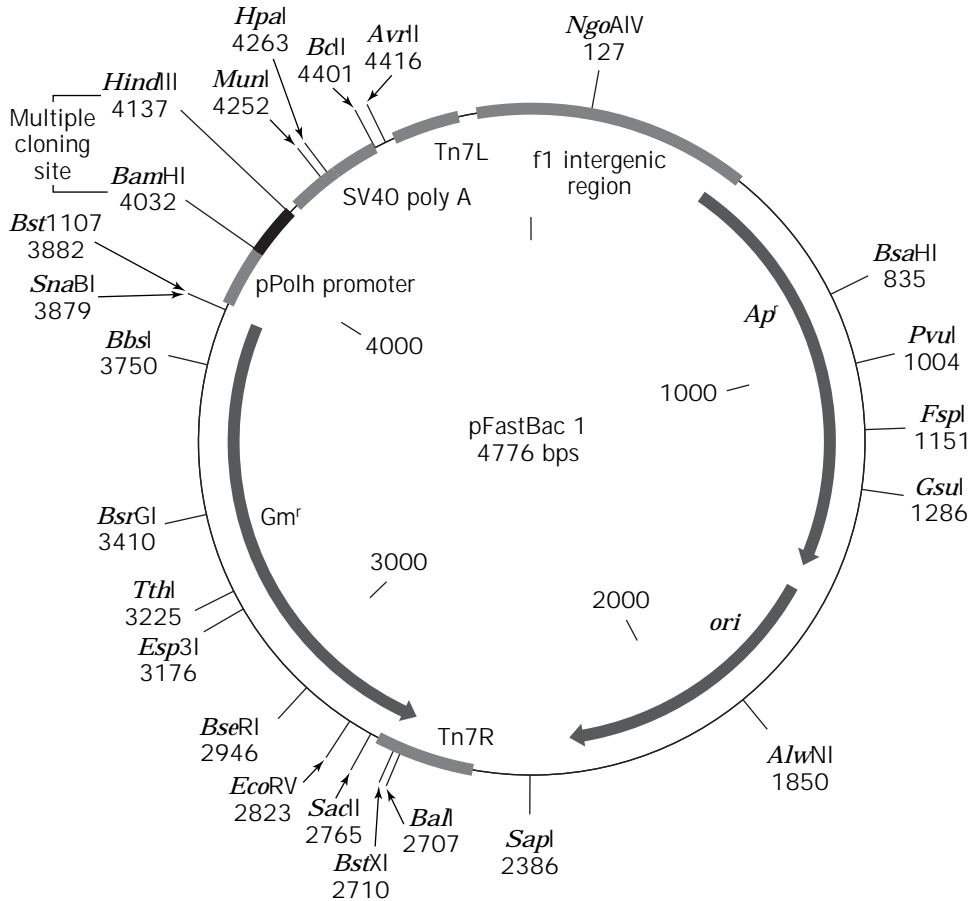 HpaI
4263
BclI
4401
AvrII
4416
NgoAIV
127
HindIII
4137
MunI
4252
Multiple
cloning
site
BamHI
4032
Tn7L
f1 intergenic
region
SV40 poly A
Bst1107
3882
SnaBI
3879
pPolh promoter
BsaHI
835
Apʳ
BbsI
3750
4000
PvuI
1004
1000
FspI
1151
pFastBac 1
4776 bps
GsuI
1286
BsrGI
3410
Gmʳ
3000
TthI
3225
2000
ori
Esp3I
3176
BseRI
2946
Tn7R
AlwNI
1850
EcoRV
2823
SacII
2765
BalI
2707
BstXI
2710
SapI
2386